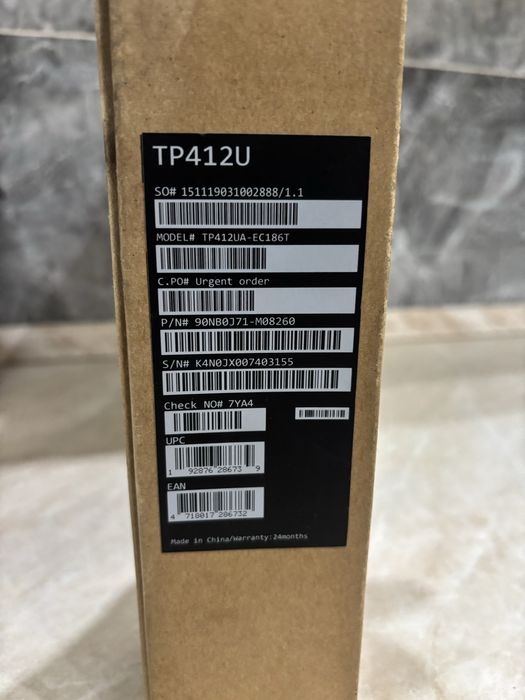 TP412U
SO# 151119031002888/1.1
MODEL# TP412UA-EC186T
C.PO# Urgent order
P/N# 90NB0J71-M08260
S/N# K4N0JX007403155
Check NO# 7YA4
UPC
1 92876 28673 9
EAN
4 718017 286732
Made in China/Warranty:24months